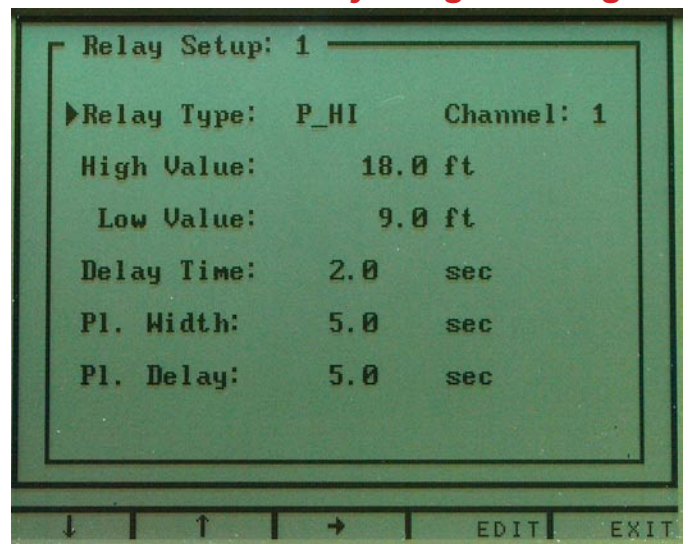 Relay Setup: 1
▶Relay Type: P_HI Channel: 1
High Value: 18.0 ft
Low Value: 9.0 ft
Delay Time: 2.0 sec
Pl. Width: 5.0 sec
Pl. Delay: 5.0 sec
↓ ↑ → EDIT EXIT